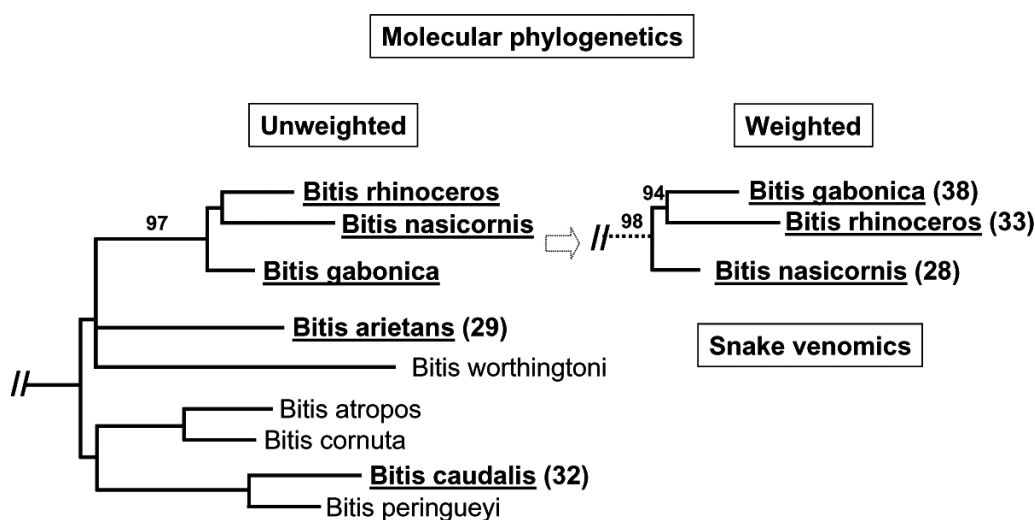 Molecular phylogenetics
Unweighted
Weighted
Bitis rhinoceros
97
Bitis nasicornis
Bitis gabonica
94
Bitis gabonica (38)
98
Bitis rhinoceros (33)
Bitis nasicornis (28)
Bitis arietans (29)
Snake venomics
Bitis worthingtoni
Bitis atropos
Bitis cornuta
Bitis caudalis (32)
Bitis peringueyi